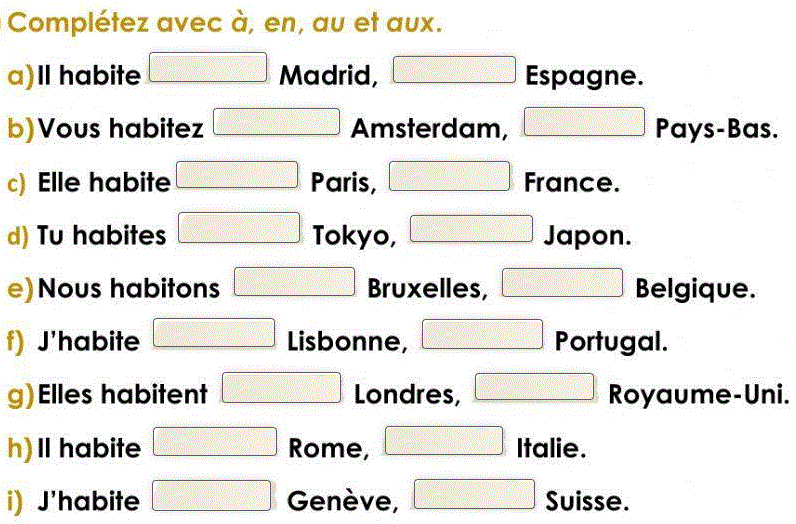 Complétez avec à, en, au et aux.
a) Il habite Madrid, Espagne.
b) Vous habitez Amsterdam, Pays-Bas.
c) Elle habite Paris, France.
d) Tu habites Tokyo, Japon.
e) Nous habitons Bruxelles, Belgique.
f) J'habite Lisbonne, Portugal.
g) Elles habitent Londres, Royaume-Uni.
h) Il habite Rome, Italie.
i) J'habite Genève, Suisse.